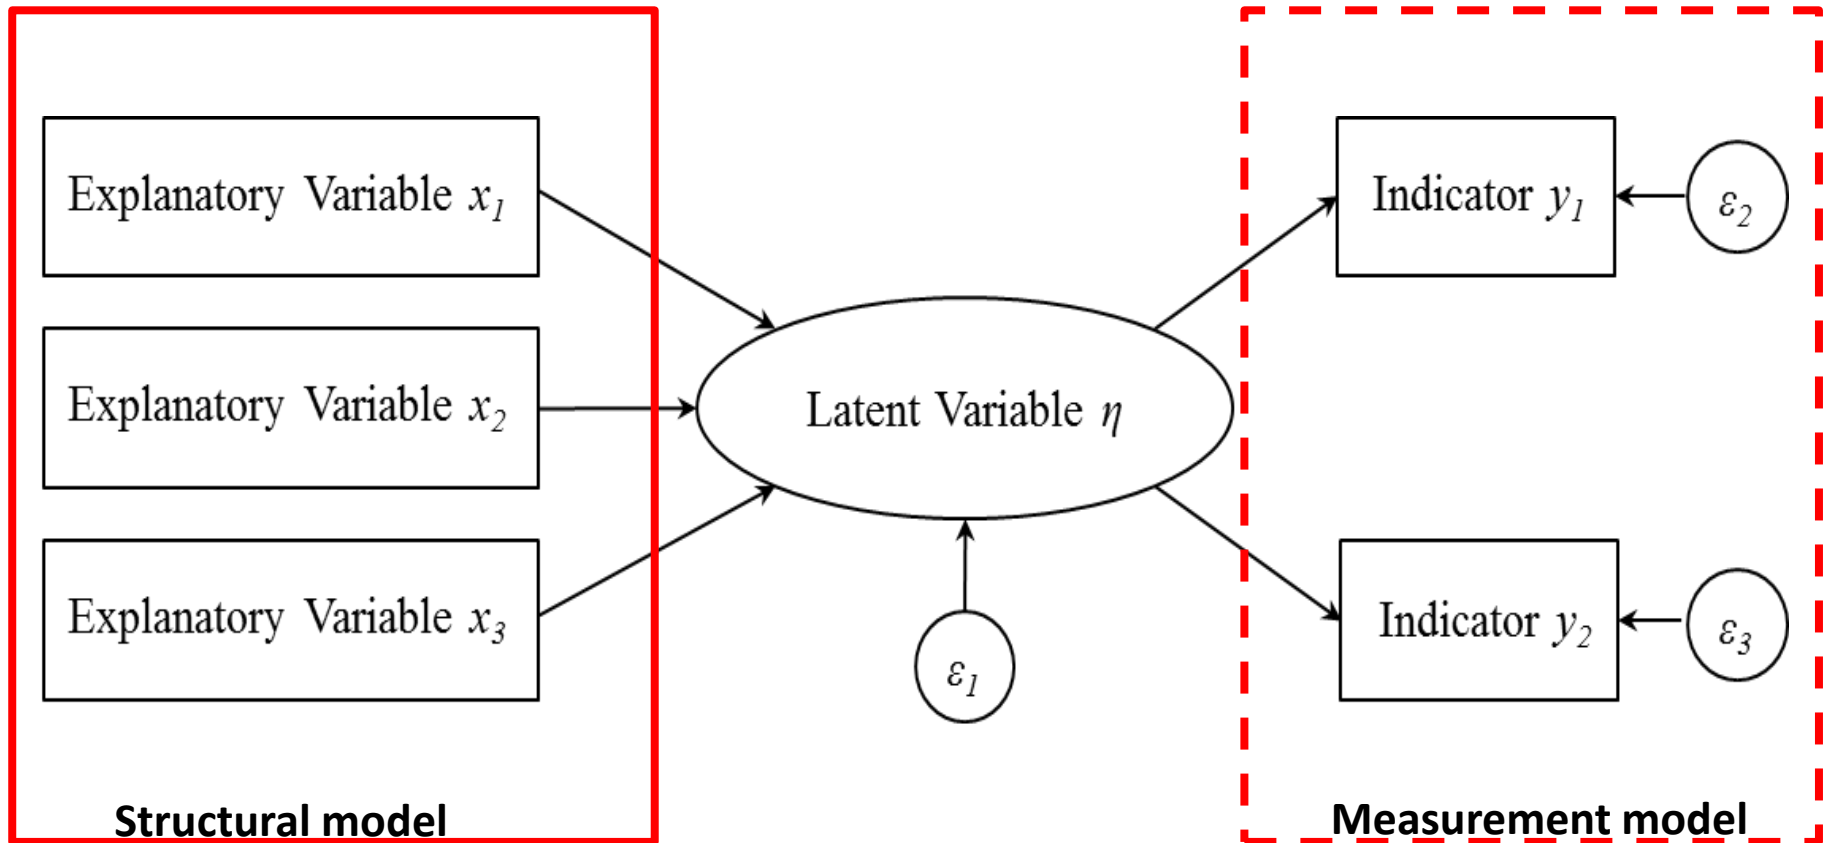 Explanatory Variable x₁
Explanatory Variable x₂
Explanatory Variable x₃
Structural model
Latent Variable η
ε₁
Indicator y₁
ε₂
Indicator y₂
ε₃
Measurement model